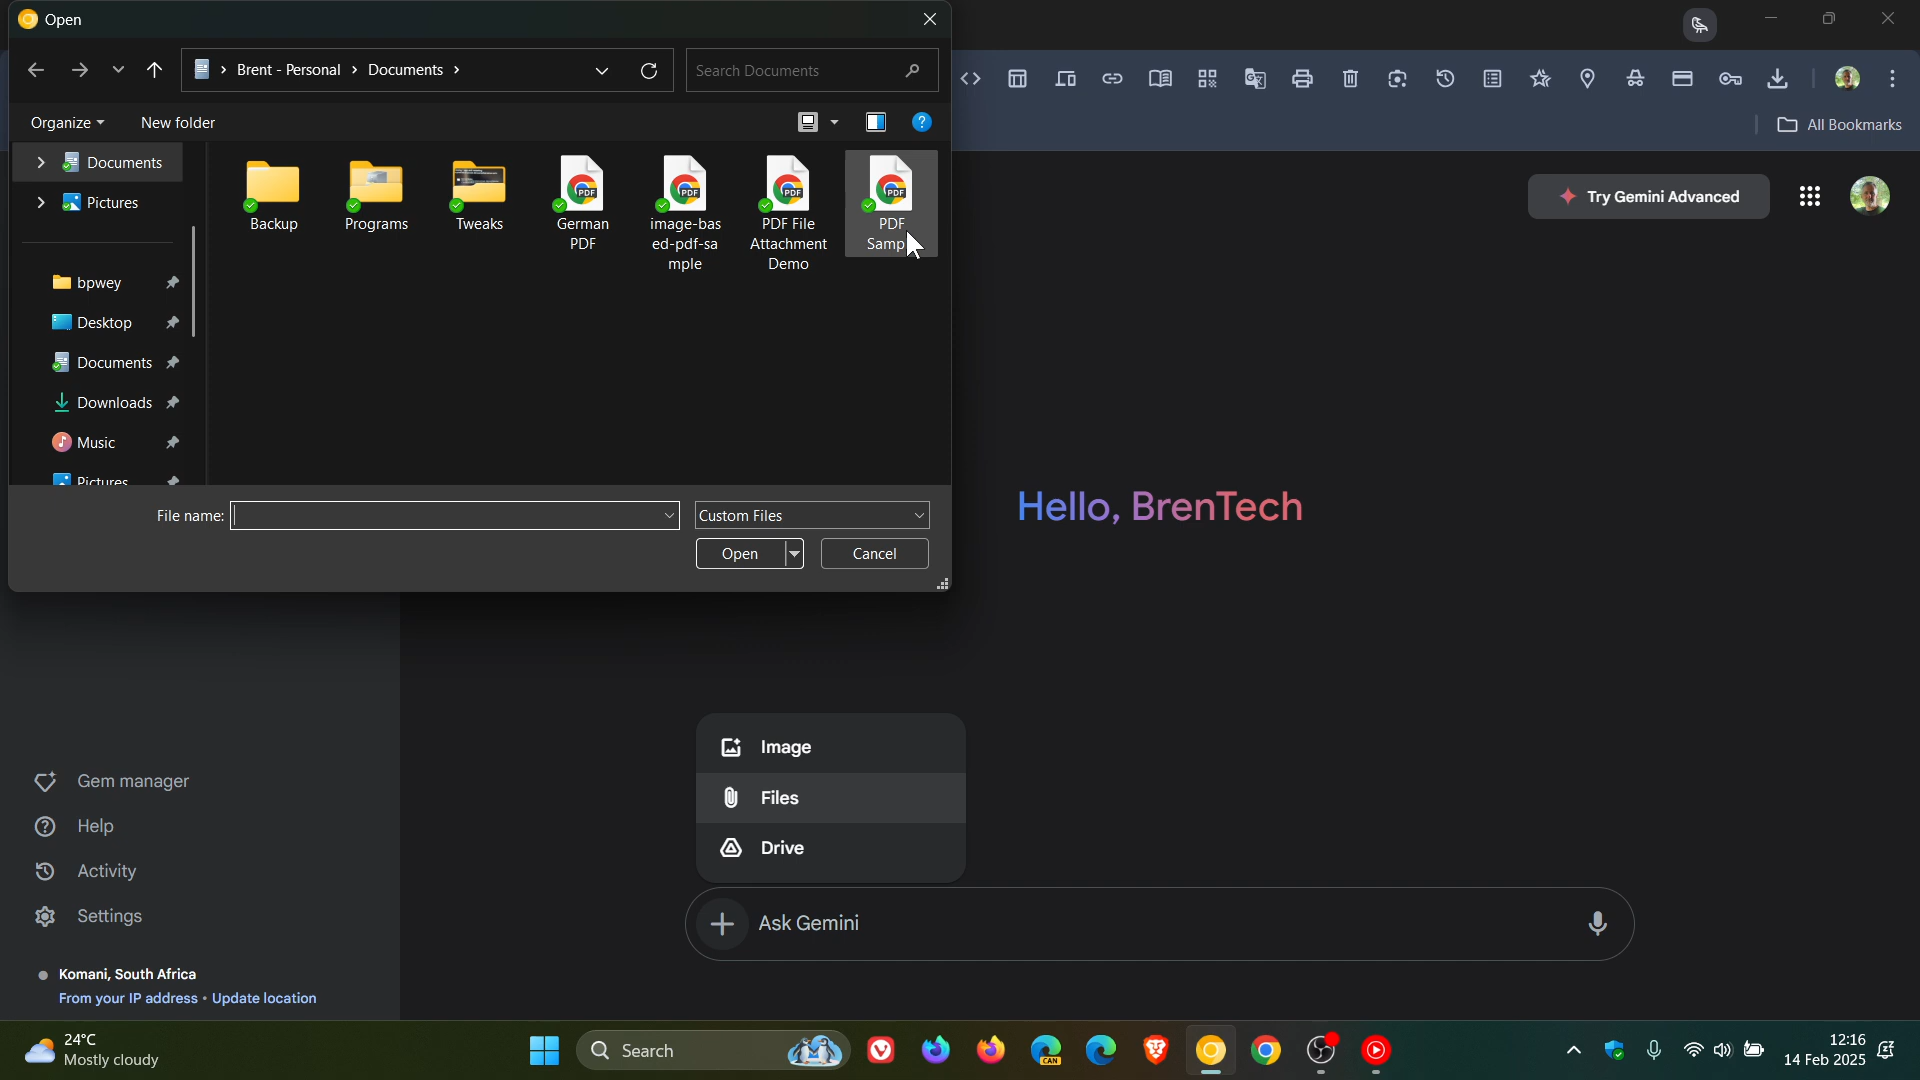 Open
Brent - Personal > Documents >
Search Documents
Organize
New folder
Documents
Pictures
bpwey
Desktop
Documents
Downloads
Music
Pictures
Backup
Programs
Tweaks
German
PDF
image-bas
ed-pdf-sa
mple
PDF File
Attachment
Demo
PDF
Samp
File name:
Custom Files
Open
Cancel
All Bookmarks
Try Gemini Advanced
Hello, BrenTech
Image
Files
Drive
Ask Gemini
Gem manager
Help
Activity
Settings
Komani, South Africa
From your IP address • Update location
24°C
Mostly cloudy
Search
CAN
12:16
14 Feb 2025